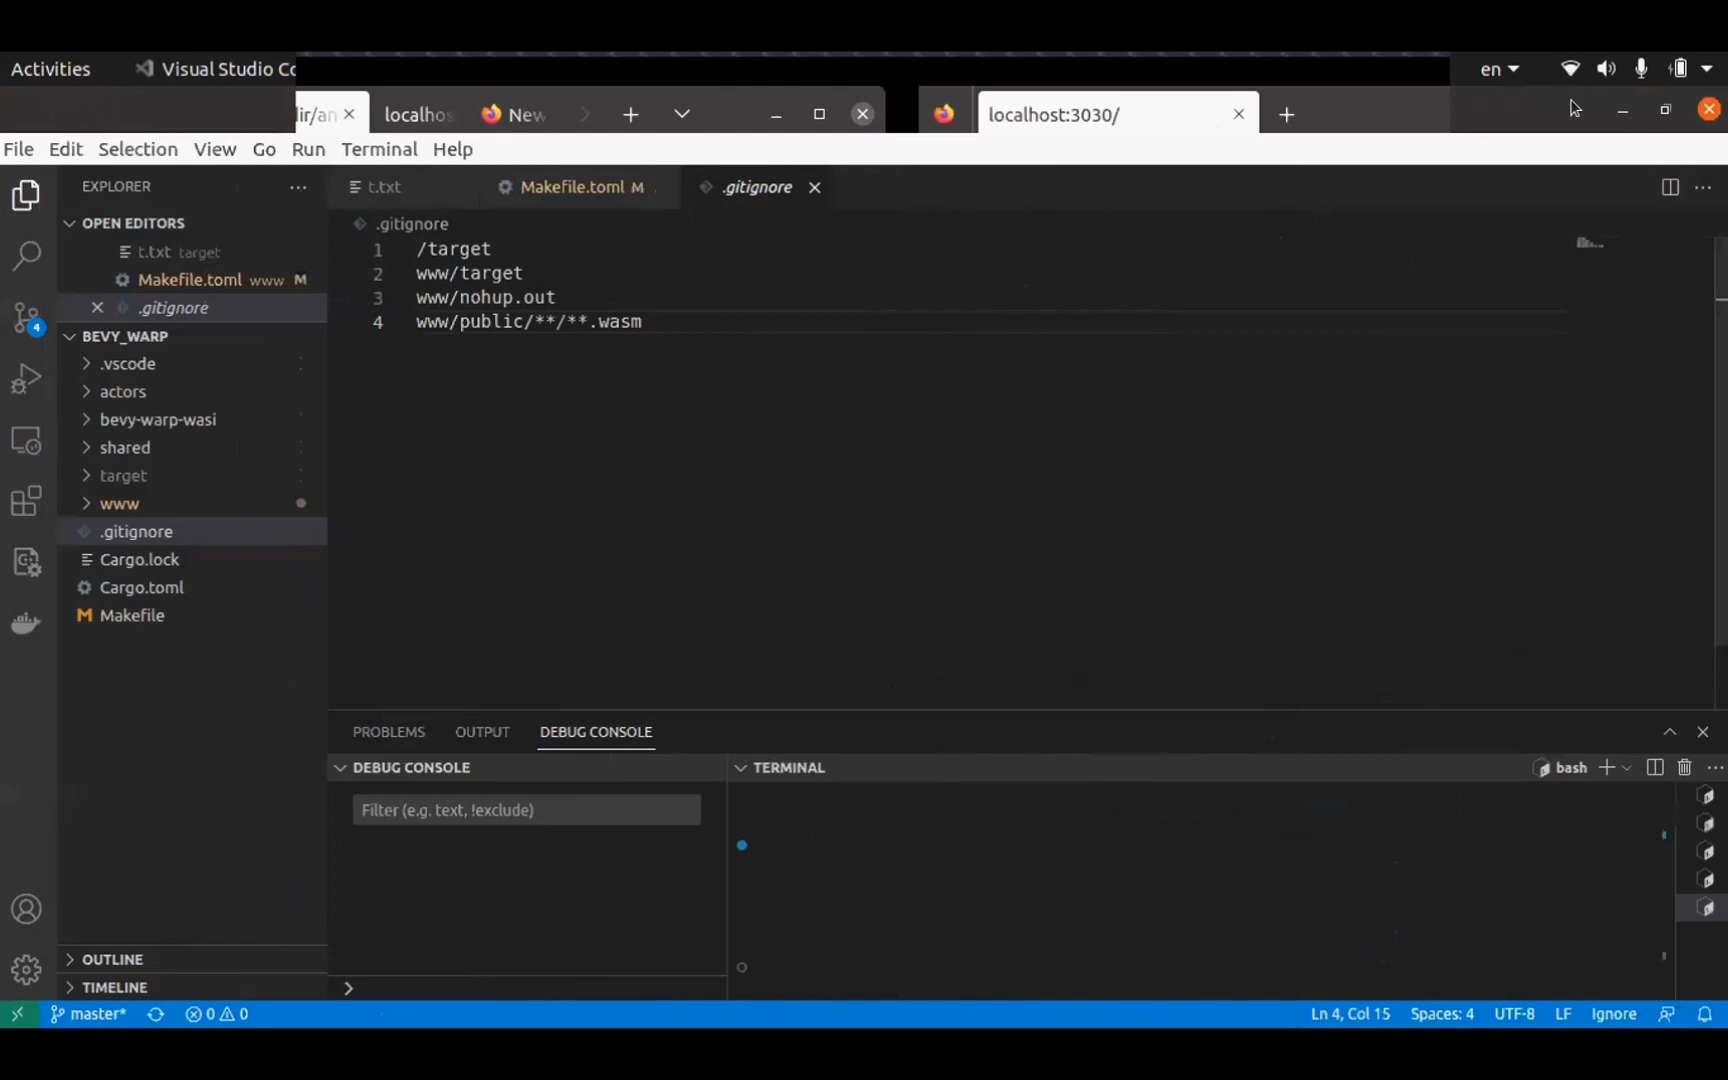 Activities Visual Studio Co en
dir/an localhos New localhost:3030/
File Edit Selection View Go Run Terminal Help
EXPLORER
t.txt Makefile.toml M .gitignore
OPEN EDITORS
.gitignore
t.txt target
Makefile.toml www M
.gitignore
BEVY_WARP
.vscode
actors
bevy-warp-wasi
shared
target
www
.gitignore
Cargo.lock
Cargo.toml
M Makefile
1 /target
2 www/target
3 www/nohup.out
4 www/public/**/**.wasm
4
PROBLEMS OUTPUT DEBUG CONSOLE
DEBUG CONSOLE
Filter (e.g. text, !exclude)
TERMINAL
bash
OUTLINE
TIMELINE
master* 0 0 Ln 4, Col 15 Spaces: 4 UTF-8 LF Ignore